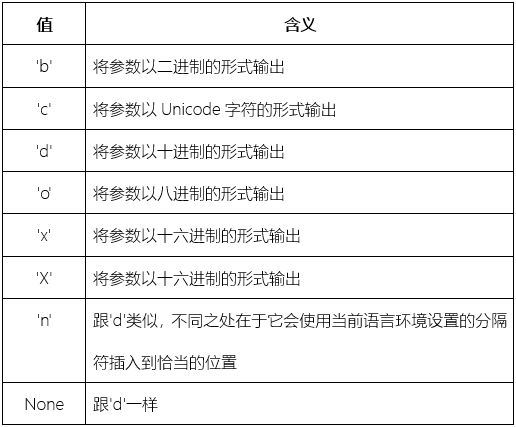 值 含义
'b' 将参数以二进制的形式输出
'c' 将参数以 Unicode 字符的形式输出
'd' 将参数以十进制的形式输出
'o' 将参数以八进制的形式输出
'x' 将参数以十六进制的形式输出
'X' 将参数以十六进制的形式输出
'n' 跟'd'类似，不同之处在于它会使用当前语言环境设置的分隔
符插入到恰当的位置
None 跟'd'一样